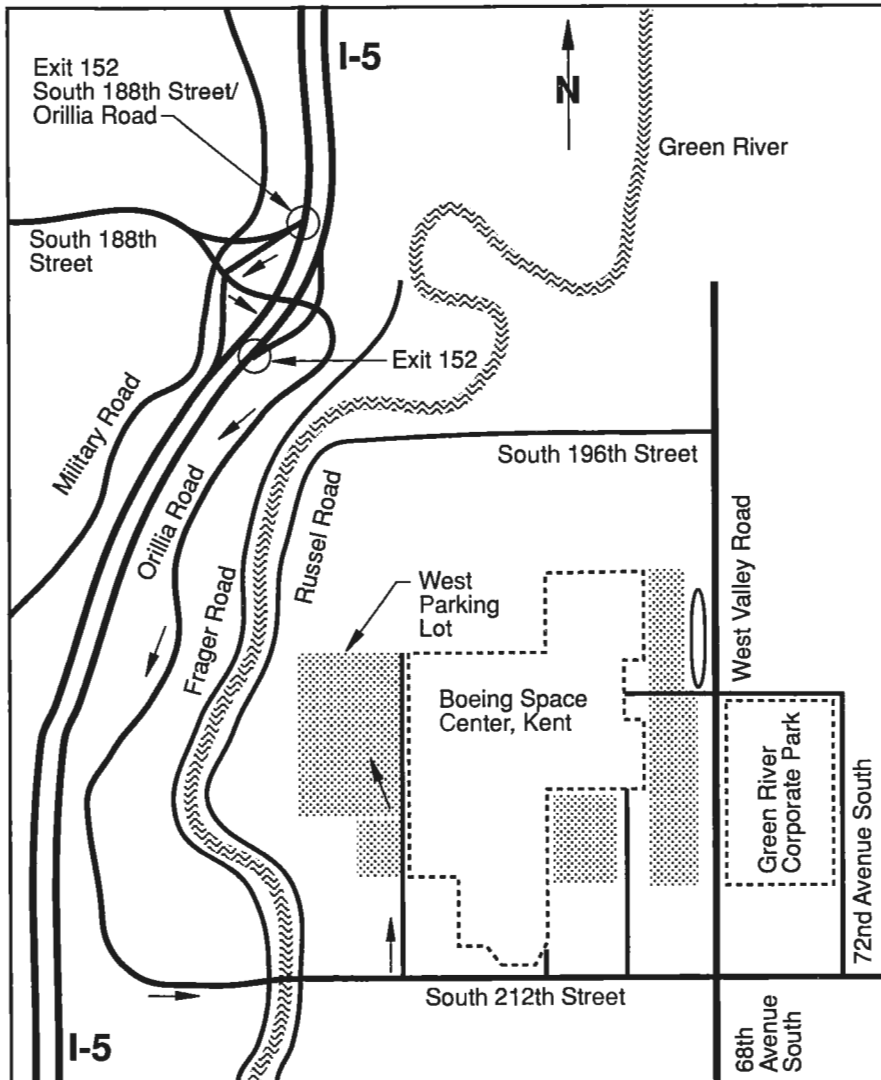 I-5
Exit 152
South 188th Street/
Orillia Road
N
Green River
South 188th
Street
Exit 152
Military Road
Orillia Road
South 196th Street
Frager Road
Russel Road
West Valley Road
West
Parking
Lot
Boeing Space
Center, Kent
Green River
Corporate Park
72nd Avenue South
South 212th Street
I-5
68th
Avenue
South